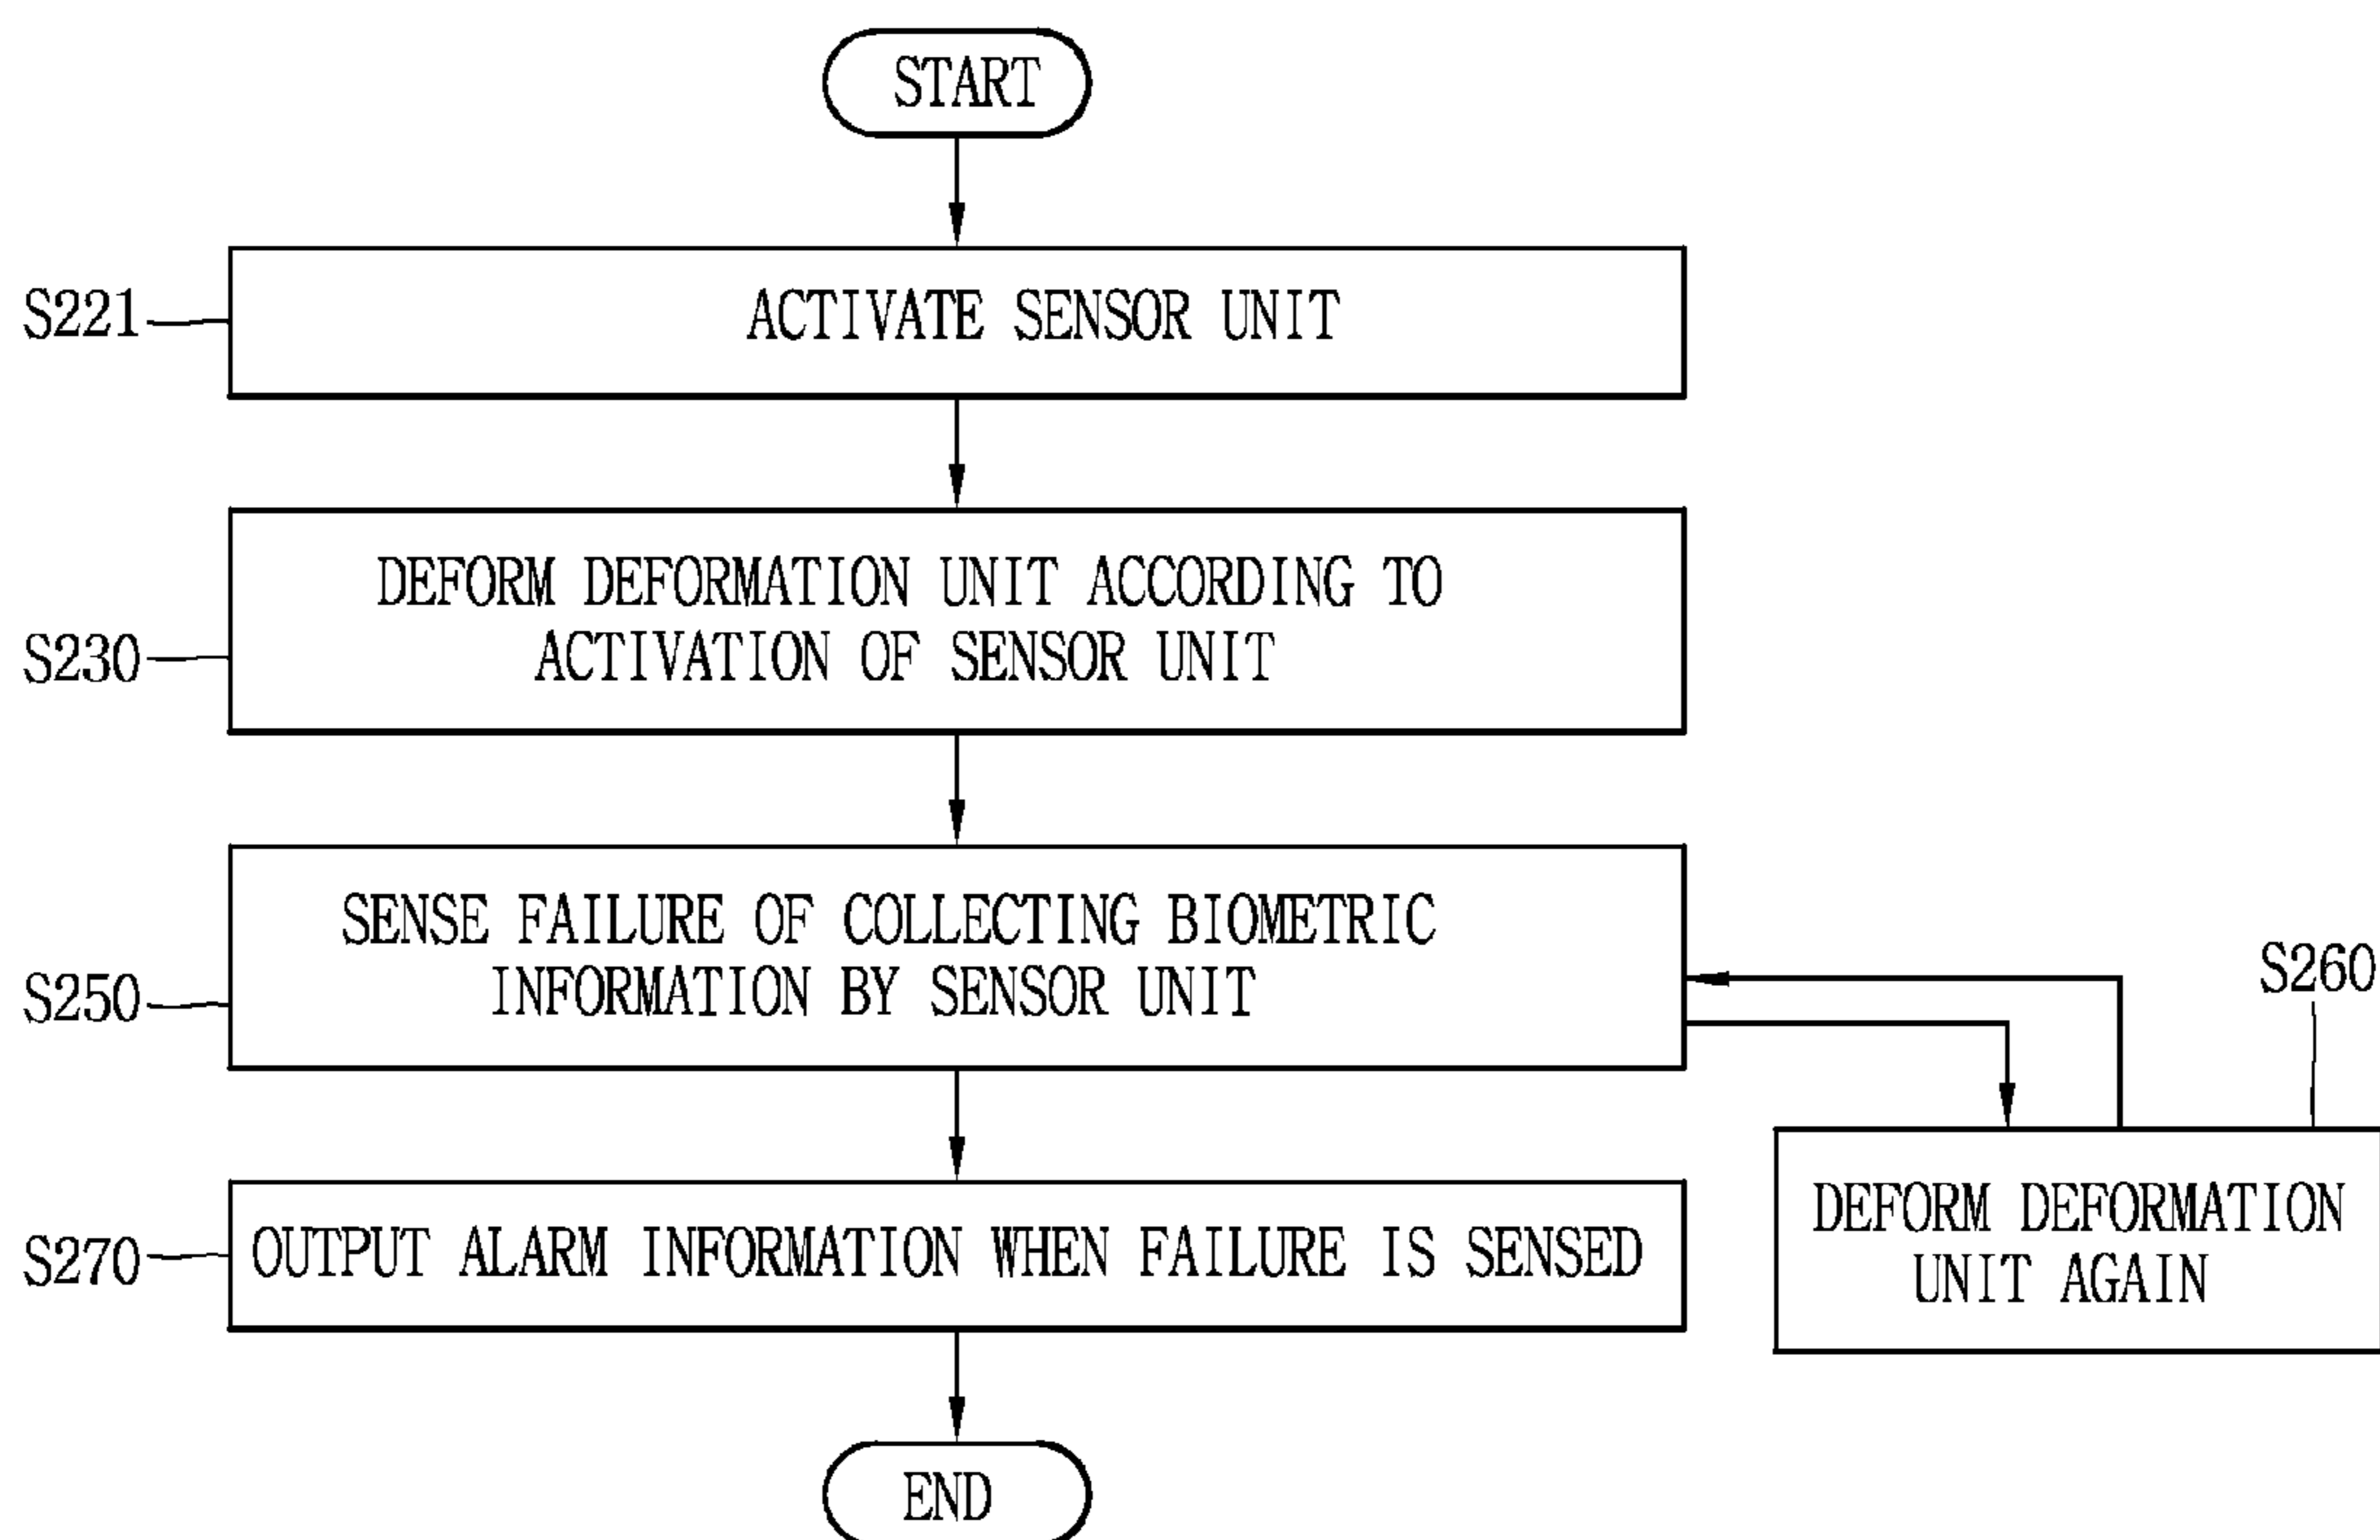 START
S221
ACTIVATE SENSOR UNIT
S230
DEFORM DEFORMATION UNIT ACCORDING TO
ACTIVATION OF SENSOR UNIT
S250
SENSE FAILURE OF COLLECTING BIOMETRIC
INFORMATION BY SENSOR UNIT
S260
DEFORM DEFORMATION
UNIT AGAIN
S270
OUTPUT ALARM INFORMATION WHEN FAILURE IS SENSED
END